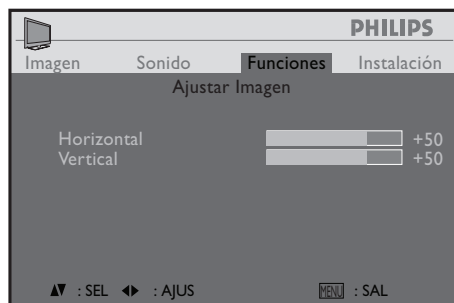 PHILIPS
Imagen Sonido Funciones Instalación
Ajustar Imagen
Horizontal +50
Vertical +50
: SEL : AJUS MENU : SAL